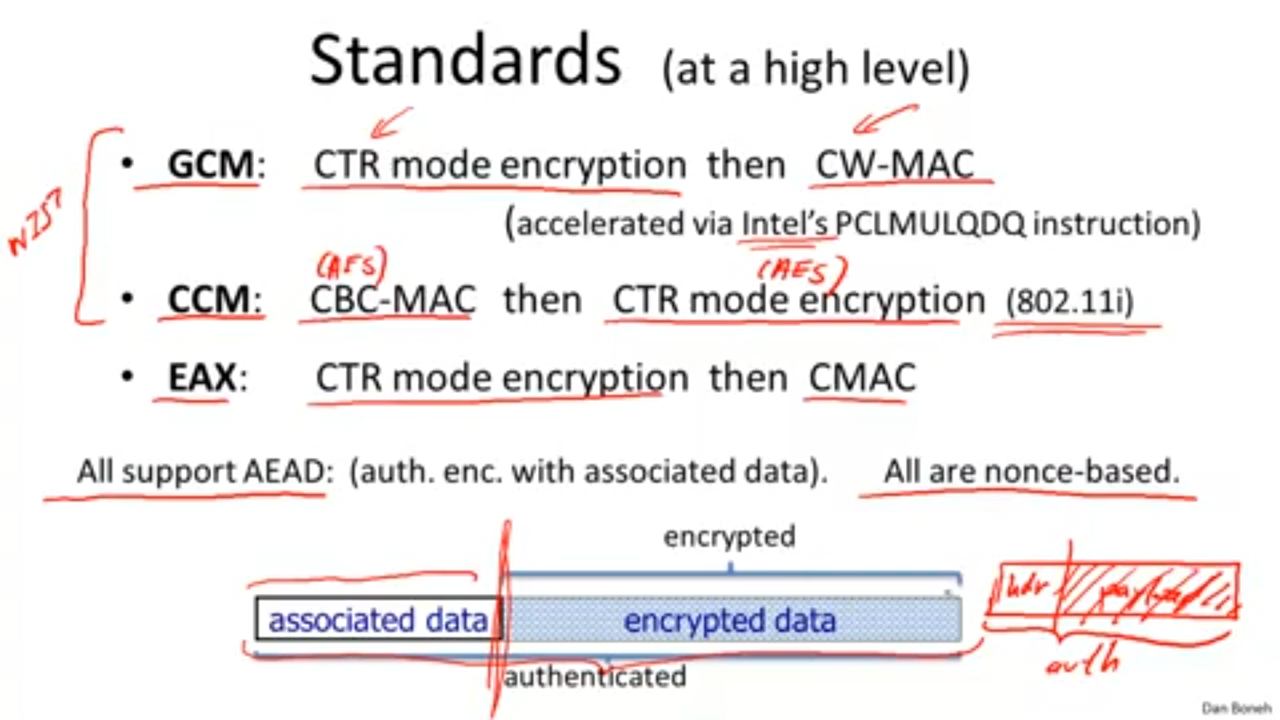 Standards (at a high level)
NIST
• GCM: CTR mode encryption then CW-MAC
(accelerated via Intel's PCLMULQDQ instruction)
(AES) (AES)
• CCM: CBC-MAC then CTR mode encryption (802.11i)
• EAX: CTR mode encryption then CMAC
All support AEAD: (auth. enc. with associated data). All are nonce-based.
encrypted
associated data encrypted data
hdr payload
authenticated
auth
Dan Boneh